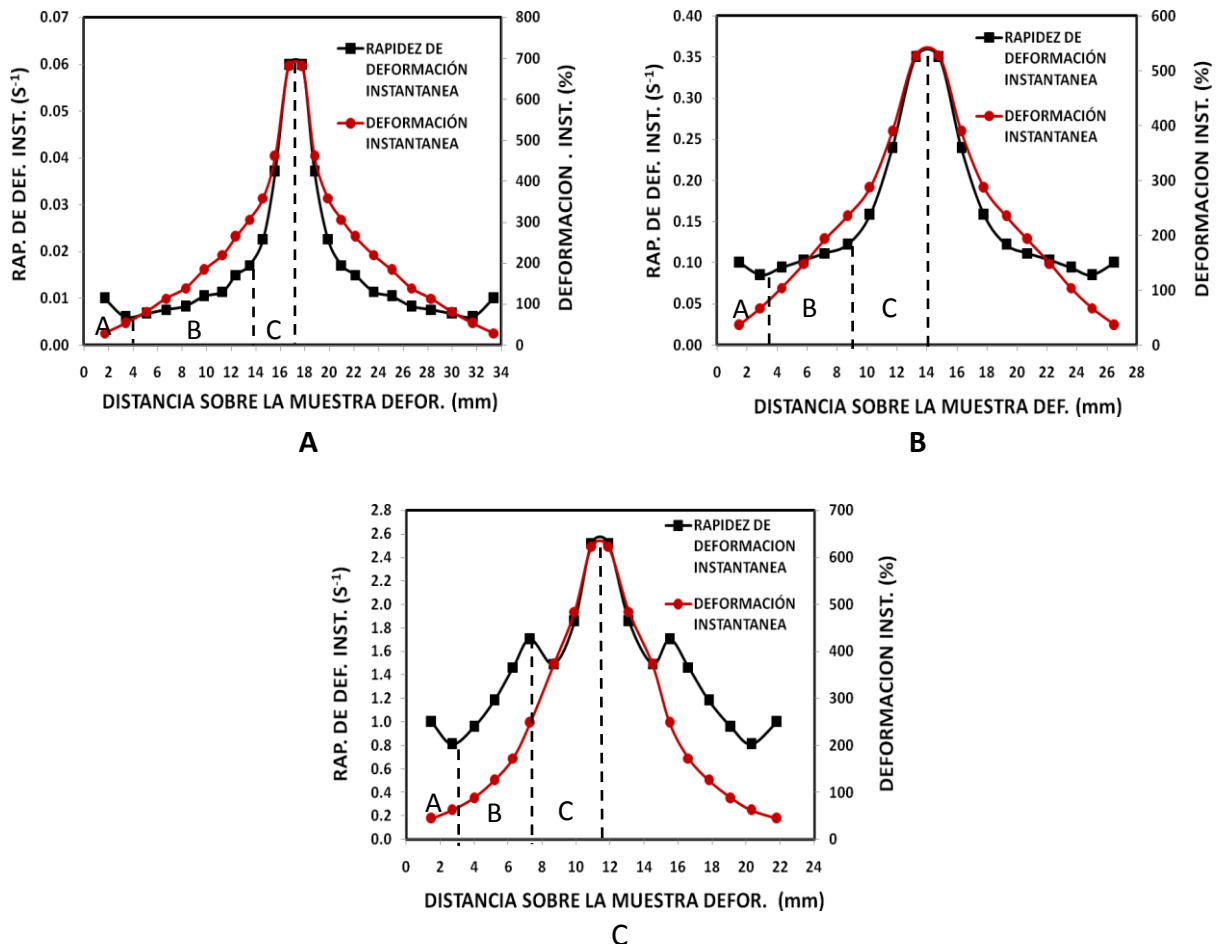 0.07
0.06
0.05
0.04
0.03
0.02
0.01
0.00
RAP. DE DEF. INST. (S-1)
RAPIDEZ DE
DEFORMACIÓN
INSTANTANEA
DEFORMACIÓN
INSTANTANEA
A
B
C
800
700
600
500
400
300
200
100
0
DEFORMACION . INST. (%)
0 2 4 6 8 10 12 14 16 18 20 22 24 26 28 30 32 34
DISTANCIA SOBRE LA MUESTRA DEFOR. (mm)
A
0.40
0.35
0.30
0.25
0.20
0.15
0.10
0.05
0.00
RAP. DE DEF. INST. (S-1)
RAPIDEZ DE
DEFORMACIÓN
INSTANTANEA
DEFORMACIÓN
INSTANTANEA
A
B
C
600
500
400
300
200
100
0
DEFORMACION INST. (%)
0 2 4 6 8 10 12 14 16 18 20 22 24 26 28
DISTANCIA SOBRE LA MUESTRA DEF. (mm)
B
2.8
2.6
2.4
2.2
2.0
1.8
1.6
1.4
1.2
1.0
0.8
0.6
0.4
0.2
0.0
RAP. DE DEF. INST. (S-1)
RAPIDEZ DE
DEFORMACION
INSTANTANEA
DEFORMACIÓN
INSTANTANEA
A
B
C
700
600
500
400
300
200
100
0
DEFORMACION INST. (%)
0 2 4 6 8 10 12 14 16 18 20 22 24
DISTANCIA SOBRE LA MUESTRA DEFOR. (mm)
C